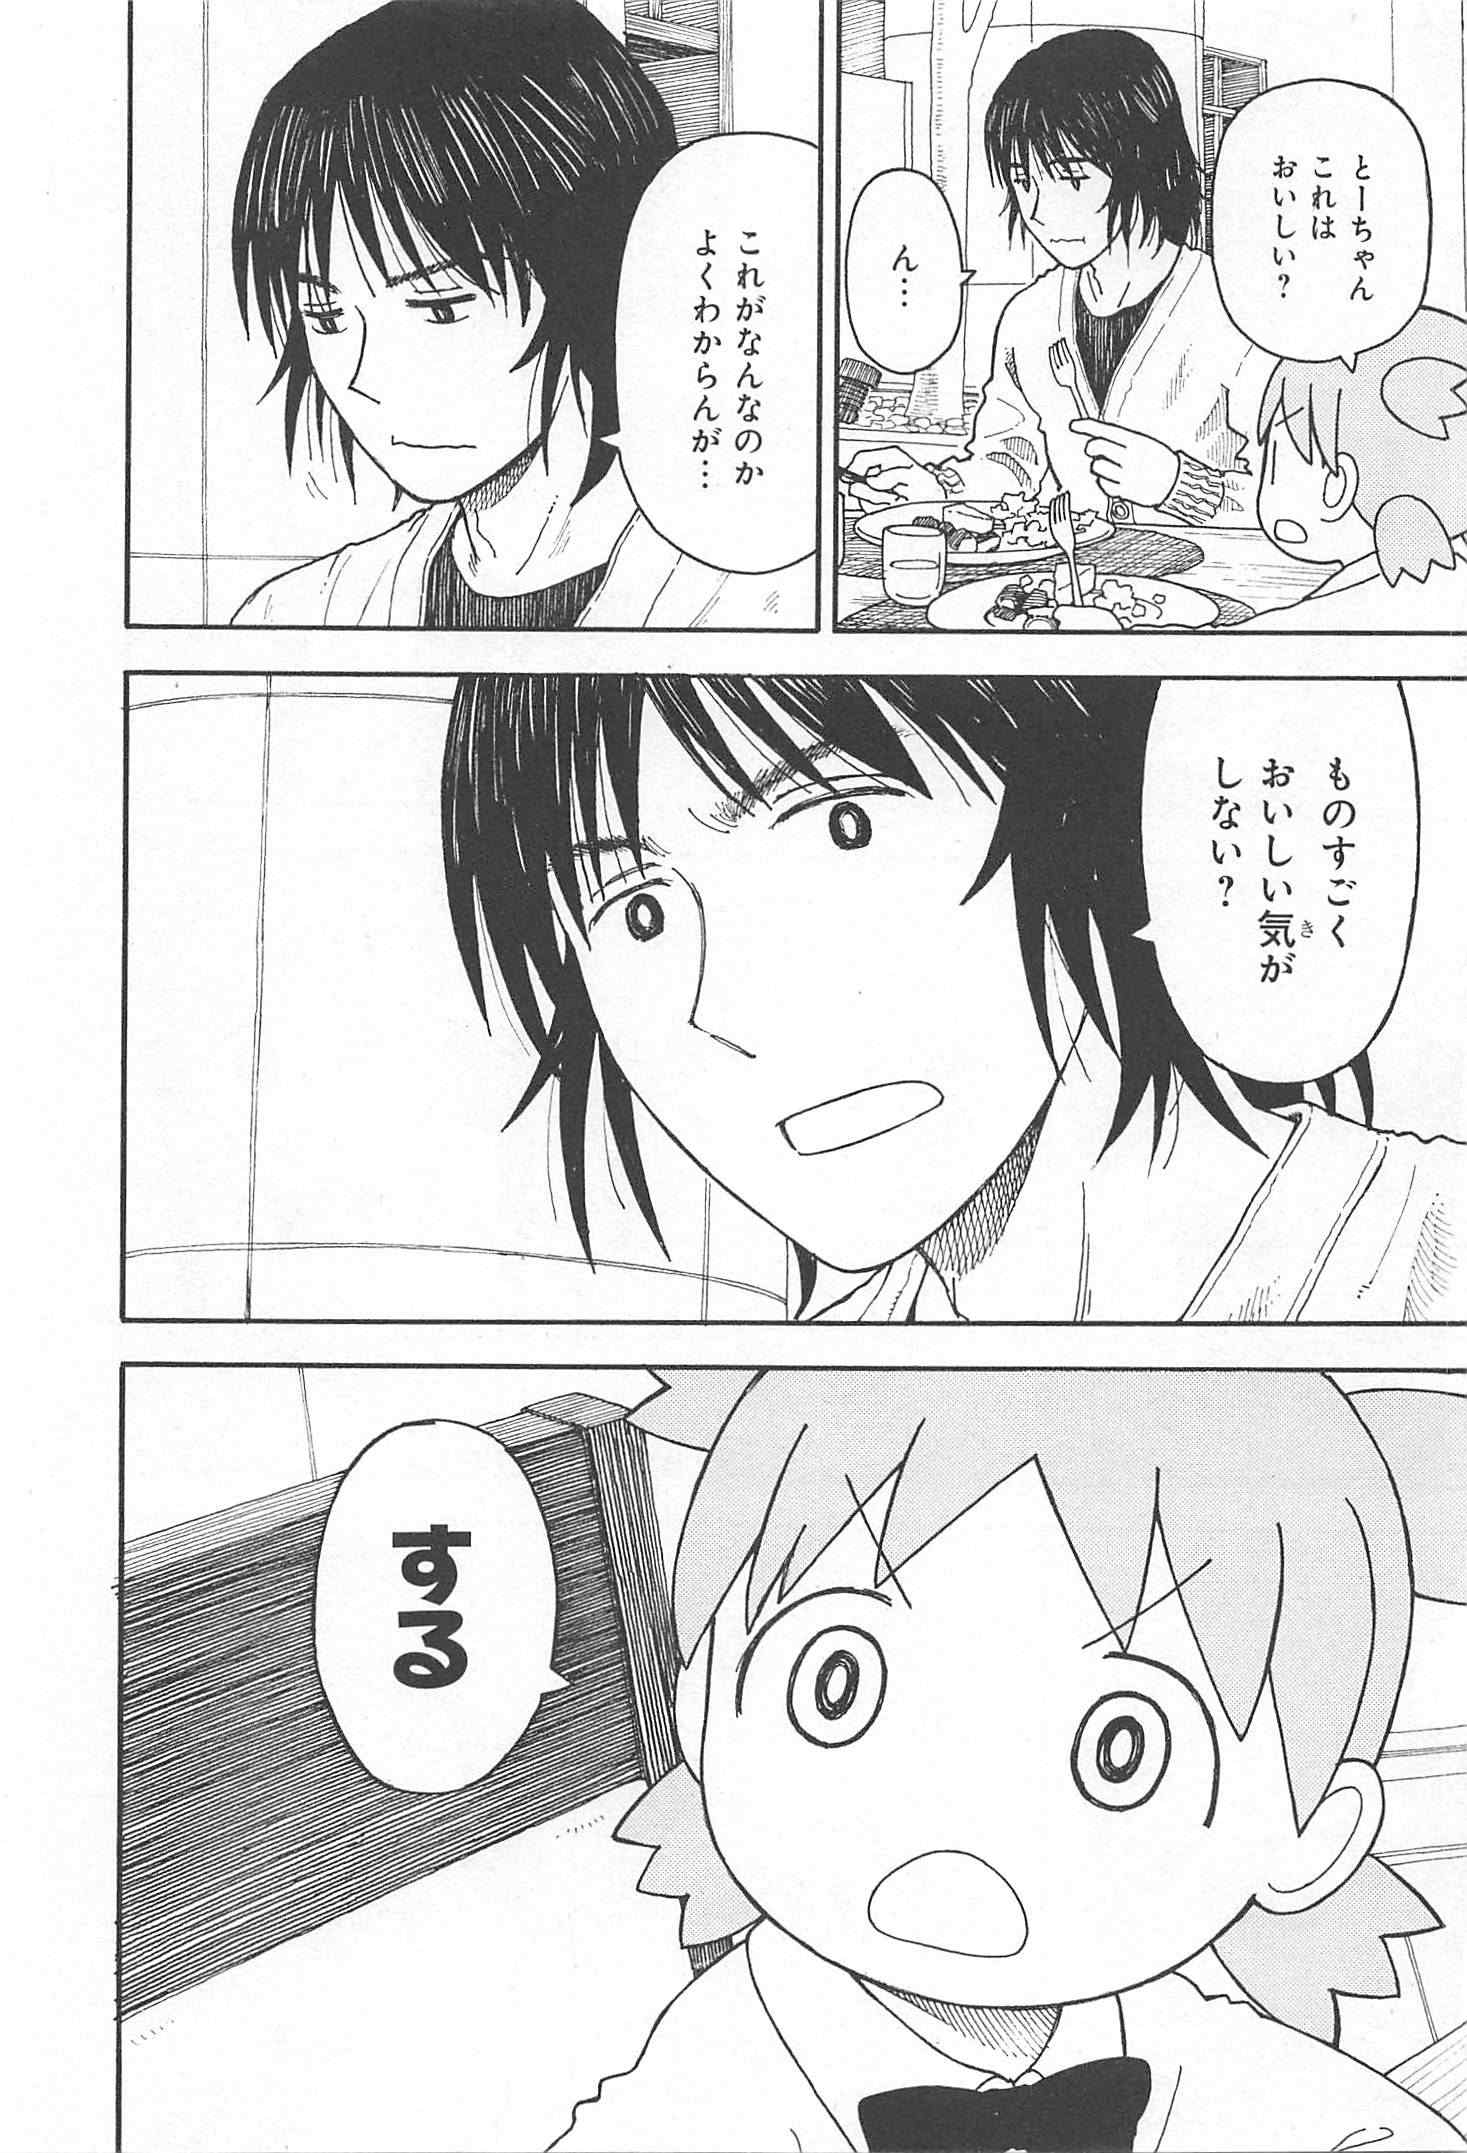 とーちゃん
これは
おいしい?
ん…
これがなんなのか
よくわからんが…
ものすごく
おいしい気が
き
しない?
する